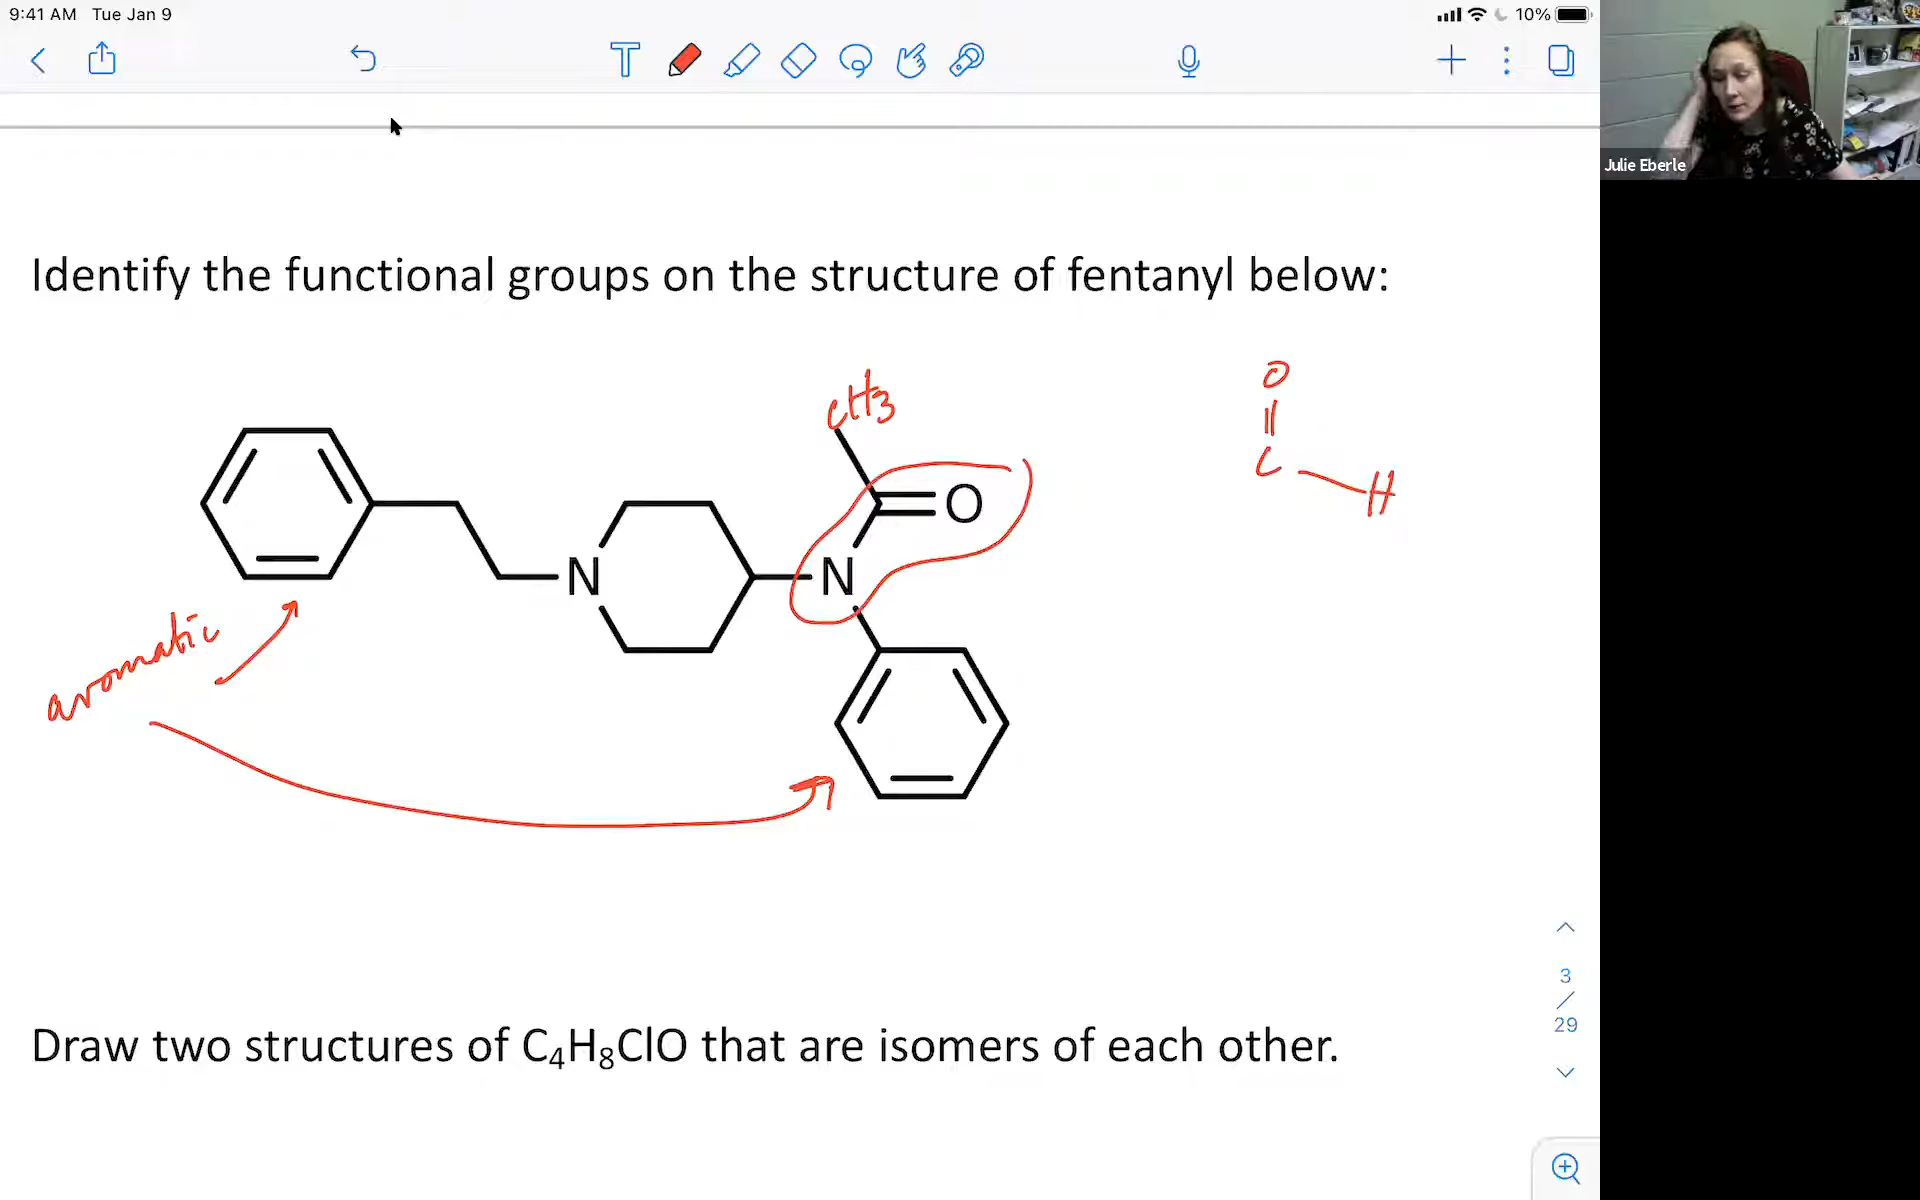 9:41 AM Tue Jan 9
10%
Julie Eberle
Identify the functional groups on the structure of fentanyl below:
O
CH3
C
H
O
N
N
aromatic
3
/
29
Draw two structures of C₄H₈ClO that are isomers of each other.